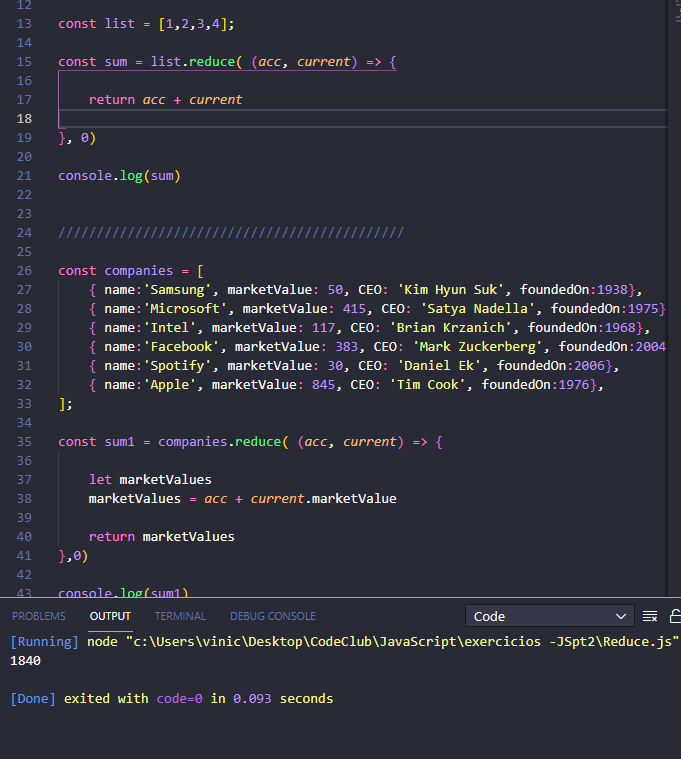 12
13 const list = [1,2,3,4];
14
15 const sum = list.reduce( (acc, current) => {
16
17 return acc + current
18
19 }, 0)
20
21 console.log(sum)
22
23
24 /////////////////////////////////////////////
25
26 const companies = [
27 { name:'Samsung', marketValue: 50, CEO: 'Kim Hyun Suk', foundedOn:1938},
28 { name:'Microsoft', marketValue: 415, CEO: 'Satya Nadella', foundedOn:1975}
29 { name:'Intel', marketValue: 117, CEO: 'Brian Krzanich', foundedOn:1968},
30 { name:'Facebook', marketValue: 383, CEO: 'Mark Zuckerberg', foundedOn:2004
31 { name:'Spotify', marketValue: 30, CEO: 'Daniel Ek', foundedOn:2006},
32 { name:'Apple', marketValue: 845, CEO: 'Tim Cook', foundedOn:1976},
33 ];
34
35 const sum1 = companies.reduce( (acc, current) => {
36
37 let marketValues
38 marketValues = acc + current.marketValue
39
40 return marketValues
41 },0)
42
43 console.log(sum1)
PROBLEMS OUTPUT TERMINAL DEBUG CONSOLE Code
[Running] node "c:\Users\vinic\Desktop\CodeClub\JavaScript\exercicios -JSpt2\Reduce.js"
1840
[Done] exited with code=0 in 0.093 seconds